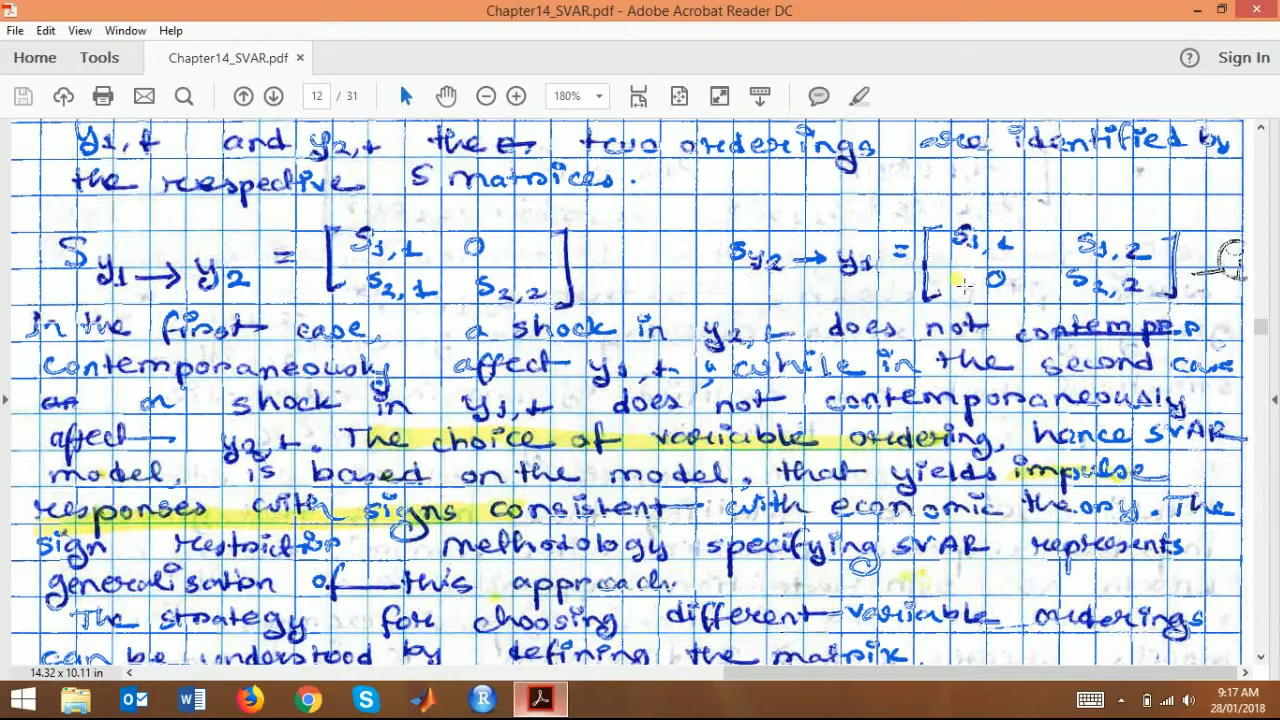 Chapter14_SVAR.pdf - Adobe Acrobat Reader DC
File Edit View Window Help
Home Tools Chapter14_SVAR.pdf × Sign In
12 / 31 180%
y1,t and y2,t the two orderings are identified by
the respective S matrices.
S y1 → y2 = [ S1,1 0 S y2 → y1 = [ S1,1 S1,2
S2,1 S2,2 ] 0 S2,2 ]
In the first case, a shock in y2,t does not contemp
contemporaneously affect y1,t, while in the second case
a shock in y1,t does not contemporaneously
affect y2,t. The choice of variable ordering, hance SVAR
model, is based on the model, that yields impulse
responses with signs consistent with economic theory. The
sign restriction methodology specifying SVAR represents
generalisation of this approach.
The strategy for choosing different variable orderings
can be understood by defining the matrix
14.32 x 10.11 in
9:17 AM
28/01/2018